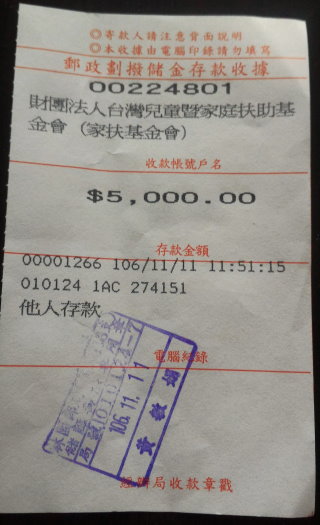 ◎寄款人請注意背面說明
◎本收據由電腦印錄請勿填寫
郵政劃撥儲金存款收據
00224801
財團法人台灣兒童暨家庭扶助基
金會（家扶基金會）
收款帳號戶名
$5,000.00
存款金額
00001266 106/11/11 11:51:15
010124 1AC 274151
他人存款
電腦紀錄
106.11.11
經辦局收款章戳